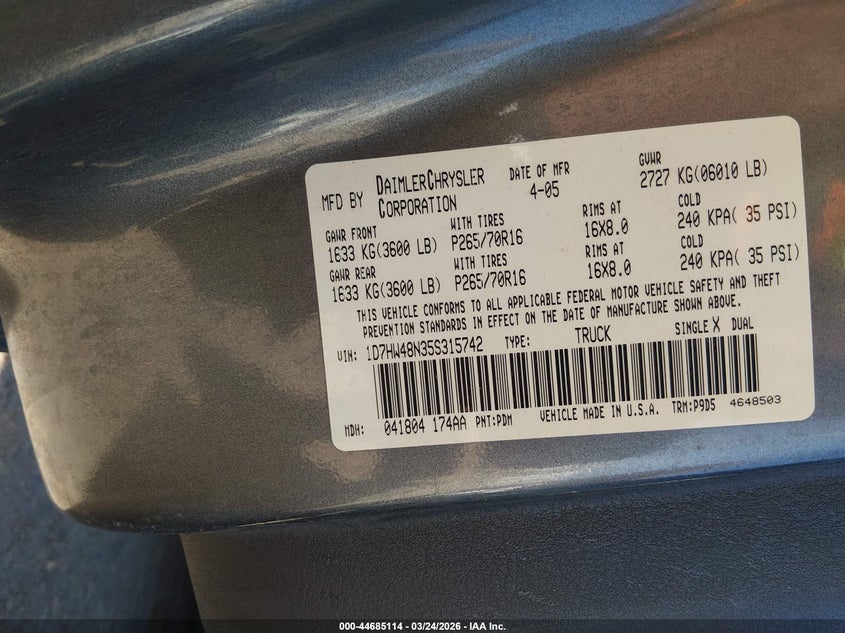 MFD BY DAIMLERCHRYSLER CORPORATION
DATE OF MFR 4-05
GVWR 2727 KG(06010 LB)
GAWR FRONT WITH TIRES RIMS AT COLD
1633 KG(3600 LB) P265/70R16 16X8.0 240 KPA( 35 PSI)
GAWR REAR WITH TIRES RIMS AT COLD
1633 KG(3600 LB) P265/70R16 16X8.0 240 KPA( 35 PSI)
THIS VEHICLE CONFORMS TO ALL APPLICABLE FEDERAL MOTOR VEHICLE SAFETY AND THEFT
PREVENTION STANDARDS IN EFFECT ON THE DATE OF MANUFACTURE SHOWN ABOVE.
VIN: 1D7HW48N35S315742 TYPE: TRUCK SINGLE X DUAL
MDH: 041804 174AA PNT:PDM VEHICLE MADE IN U.S.A. TRM:P9D5 4648503
000-44685114 — 03/24/2026 — IAA Inc.